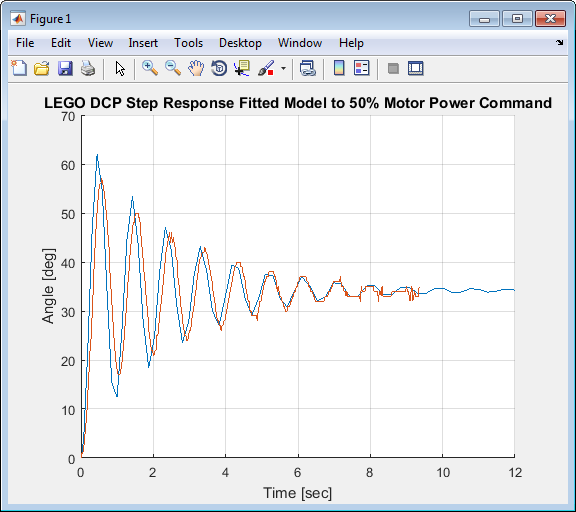 Figure 1
File Edit View Insert Tools Desktop Window Help
LEGO DCP Step Response Fitted Model to 50% Motor Power Command
70
60
50
40
30
20
10
0
Angle [deg]
0 2 4 6 8 10 12
Time [sec]